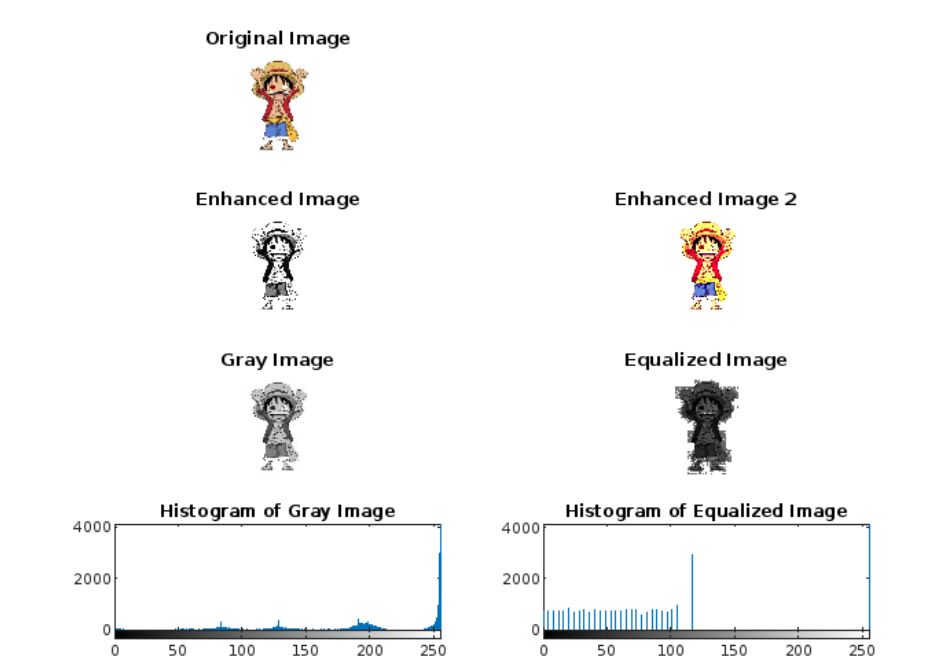 Original Image
Enhanced Image
Enhanced Image 2
Gray Image
Equalized Image
Histogram of Gray Image
Histogram of Equalized Image
4000
2000
0
0 50 100 150 200 250
4000
2000
0
0 50 100 150 200 250